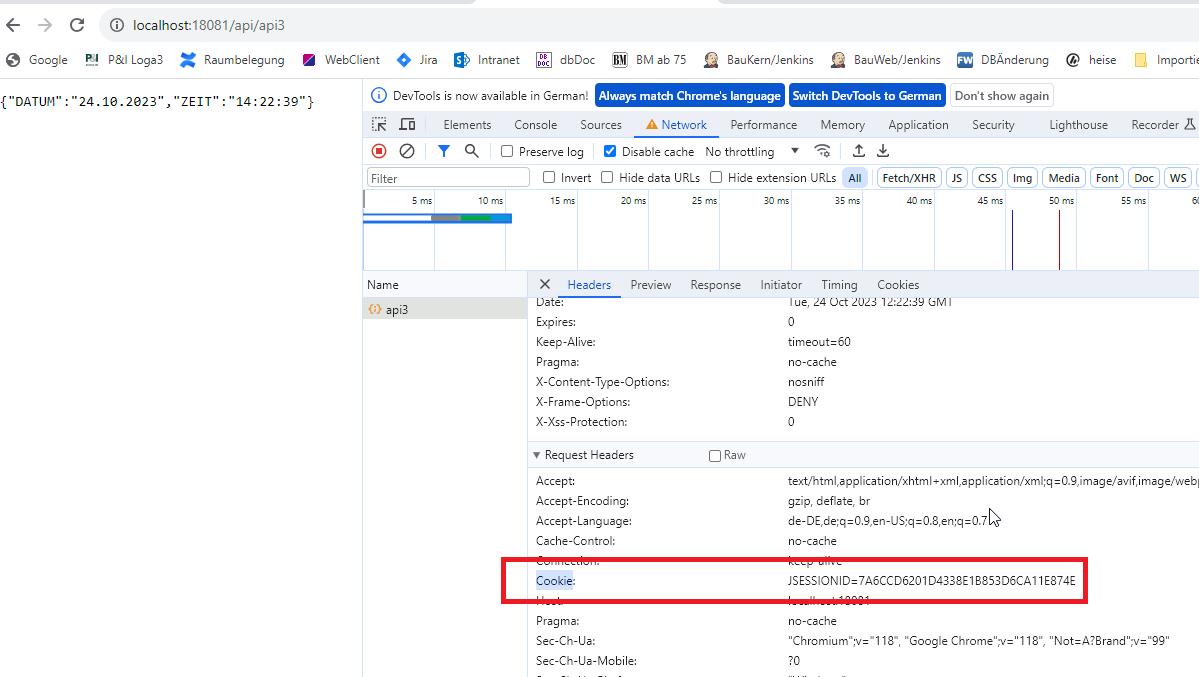 localhost:18081/api/api3
Google P&I Loga3 Raumbelegung WebClient Jira Intranet DB DOC dbDoc BM BM ab 75 BauKern/Jenkins BauWeb/Jenkins FW DBÄnderung heise Importie
{"DATUM":"24.10.2023","ZEIT":"14:22:39"}
DevTools is now available in German! Always match Chrome's language Switch DevTools to German Don't show again
Elements Console Sources Network Performance Memory Application Security Lighthouse Recorder
Preserve log Disable cache No throttling
Filter Invert Hide data URLs Hide extension URLs All Fetch/XHR JS CSS Img Media Font Doc WS
5 ms 10 ms 15 ms 20 ms 25 ms 30 ms 35 ms 40 ms 45 ms 50 ms 55 ms 60
Name Headers Preview Response Initiator Timing Cookies
api3
Date: Tue, 24 Oct 2023 12:22:39 GMT
Expires: 0
Keep-Alive: timeout=60
Pragma: no-cache
X-Content-Type-Options: nosniff
X-Frame-Options: DENY
X-Xss-Protection: 0
Request Headers Raw
Accept: text/html,application/xhtml+xml,application/xml;q=0.9,image/avif,image/webp
Accept-Encoding: gzip, deflate, br
Accept-Language: de-DE,de;q=0.9,en-US;q=0.8,en;q=0.7
Cache-Control: no-cache
Connection: keep-alive
Cookie: JSESSIONID=7A6CCD6201D4338E1B853D6CA11E874E
Host: localhost:18081
Pragma: no-cache
Sec-Ch-Ua: "Chromium";v="118", "Google Chrome";v="118", "Not=A?Brand";v="99"
Sec-Ch-Ua-Mobile: ?0